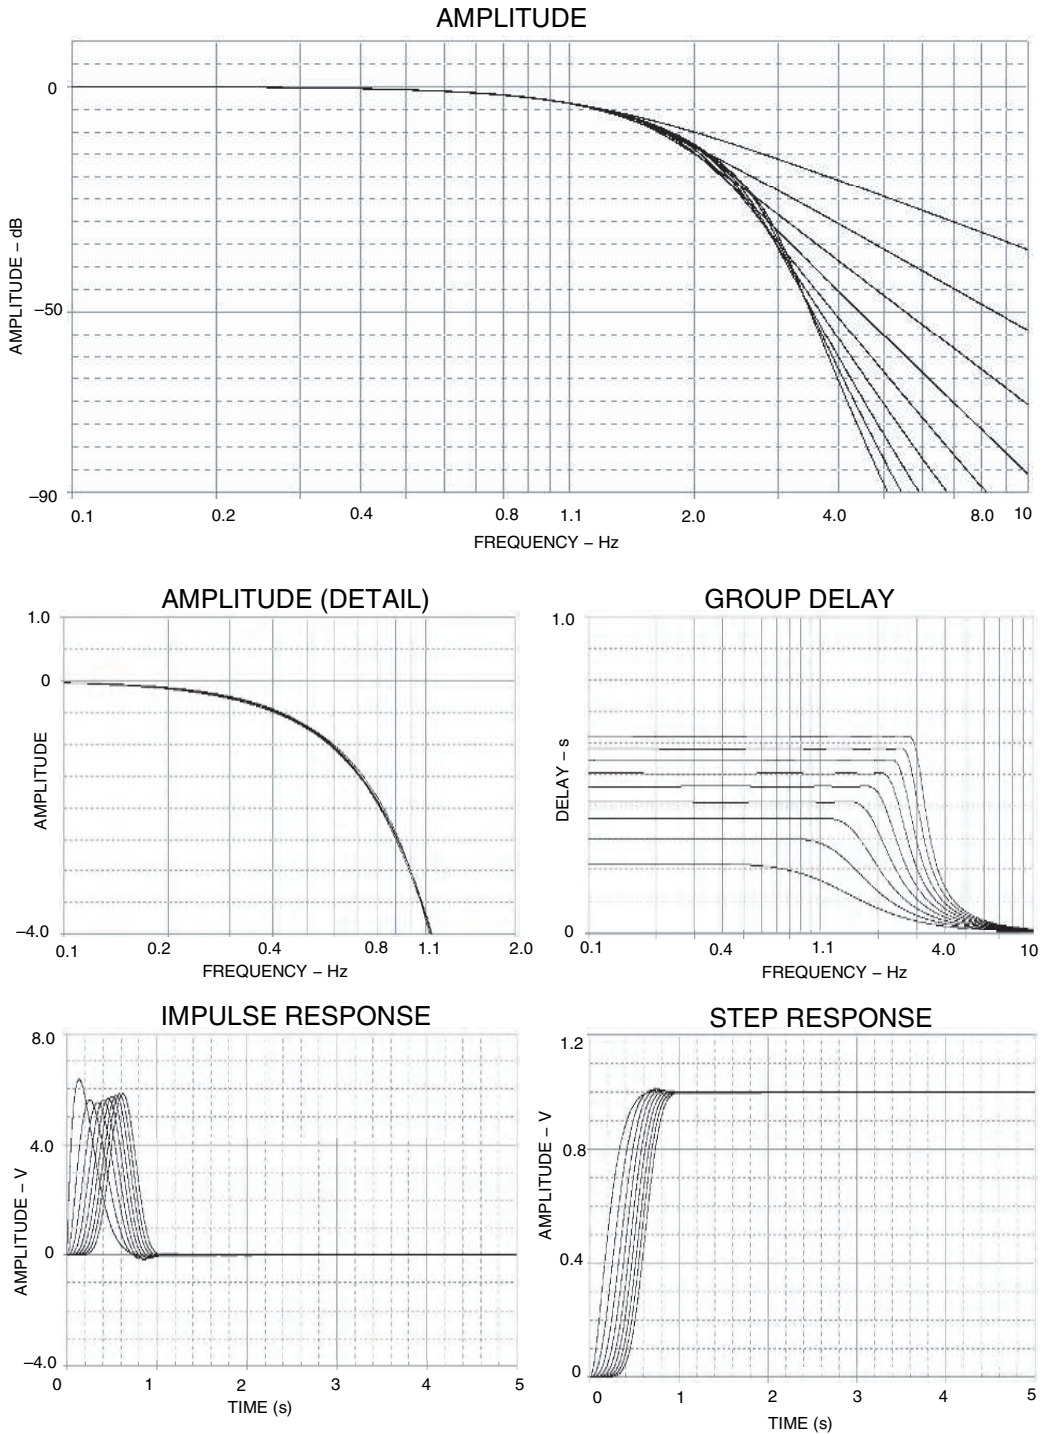 AMPLITUDE
0
–50
–90
AMPLITUDE – dB
0.1 0.2 0.4 0.8 1.1 2.0 4.0 8.0 10
FREQUENCY – Hz
AMPLITUDE (DETAIL)
1.0
0
–4.0
AMPLITUDE
0.1 0.2 0.4 0.8 1.1 2.0
FREQUENCY – Hz
GROUP DELAY
1.0
0
DELAY – s
0.1 0.4 1.1 4.0 10
FREQUENCY – Hz
IMPULSE RESPONSE
8.0
4.0
0
–4.0
AMPLITUDE – V
0 1 2 3 4 5
TIME (s)
STEP RESPONSE
1.2
0.8
0.4
0
AMPLITUDE – V
0 1 2 3 4 5
TIME (s)